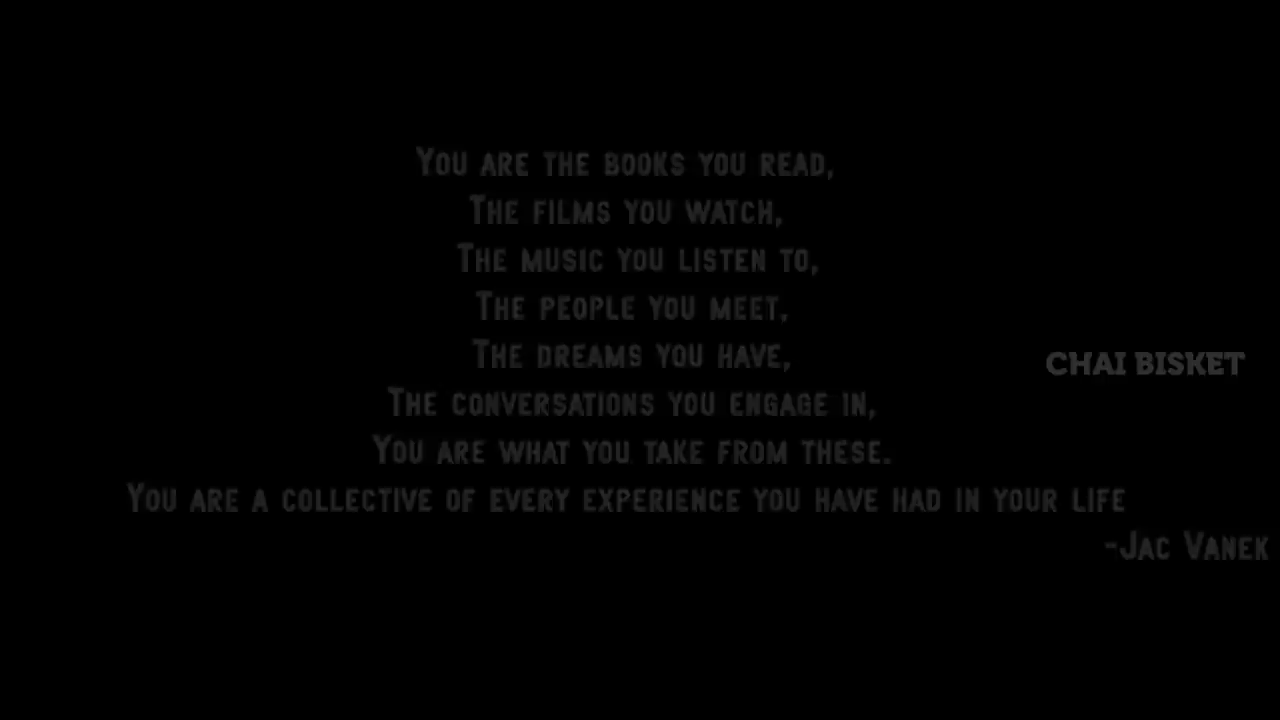 You are the books you read,
The films you watch,
The music you listen to,
The people you meet,
The dreams you have,
CHAI BISKET
The conversations you engage in,
You are what you take from these.
You are a collective of every experience you have had in your life
-Jac Vanek